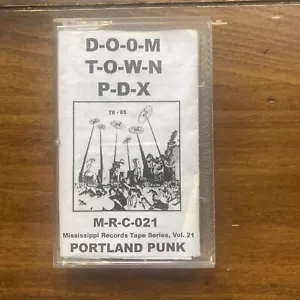 D-O-O-M
T-O-W-N
P-D-X
78 - 85
M-R-C-021
Mississippi Records Tape Series, Vol. 21
PORTLAND PUNK